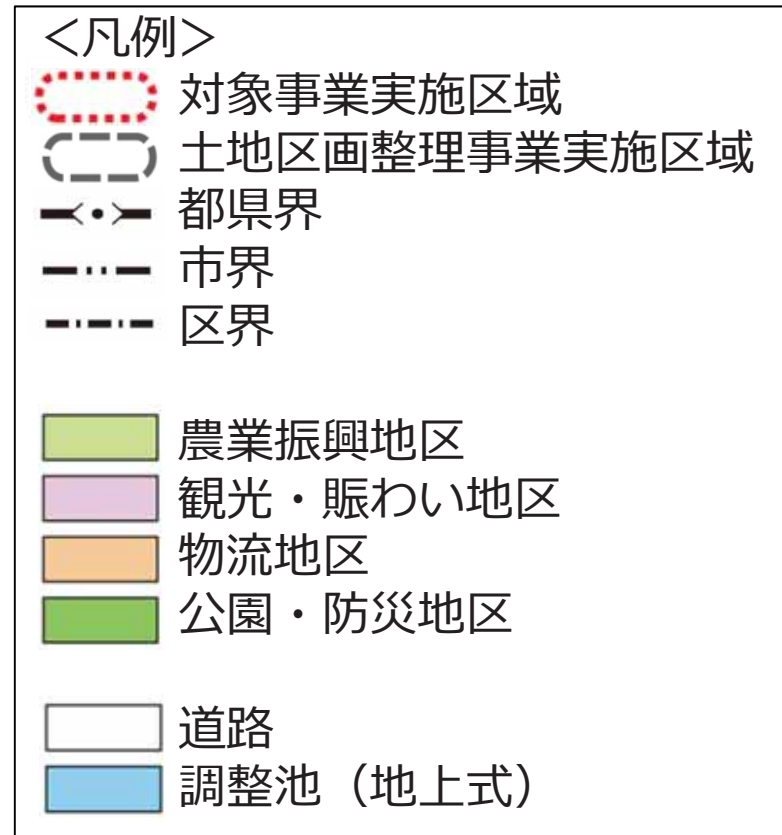 <凡例>
対象事業実施区域
土地区画整理事業実施区域
都県界
市界
区界
農業振興地区
観光・賑わい地区
物流地区
公園・防災地区
道路
調整池（地上式）